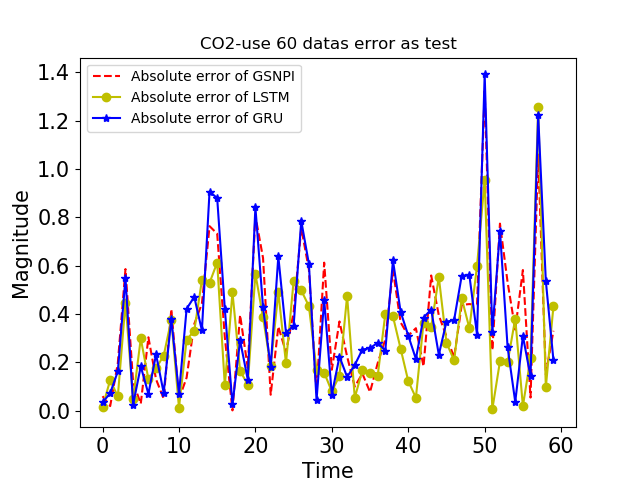 CO2-use 60 datas error as test
Absolute error of GSNPI
Absolute error of LSTM
Absolute error of GRU
Magnitude
1.4
1.2
1.0
0.8
0.6
0.4
0.2
0.0
0 10 20 30 40 50 60
Time